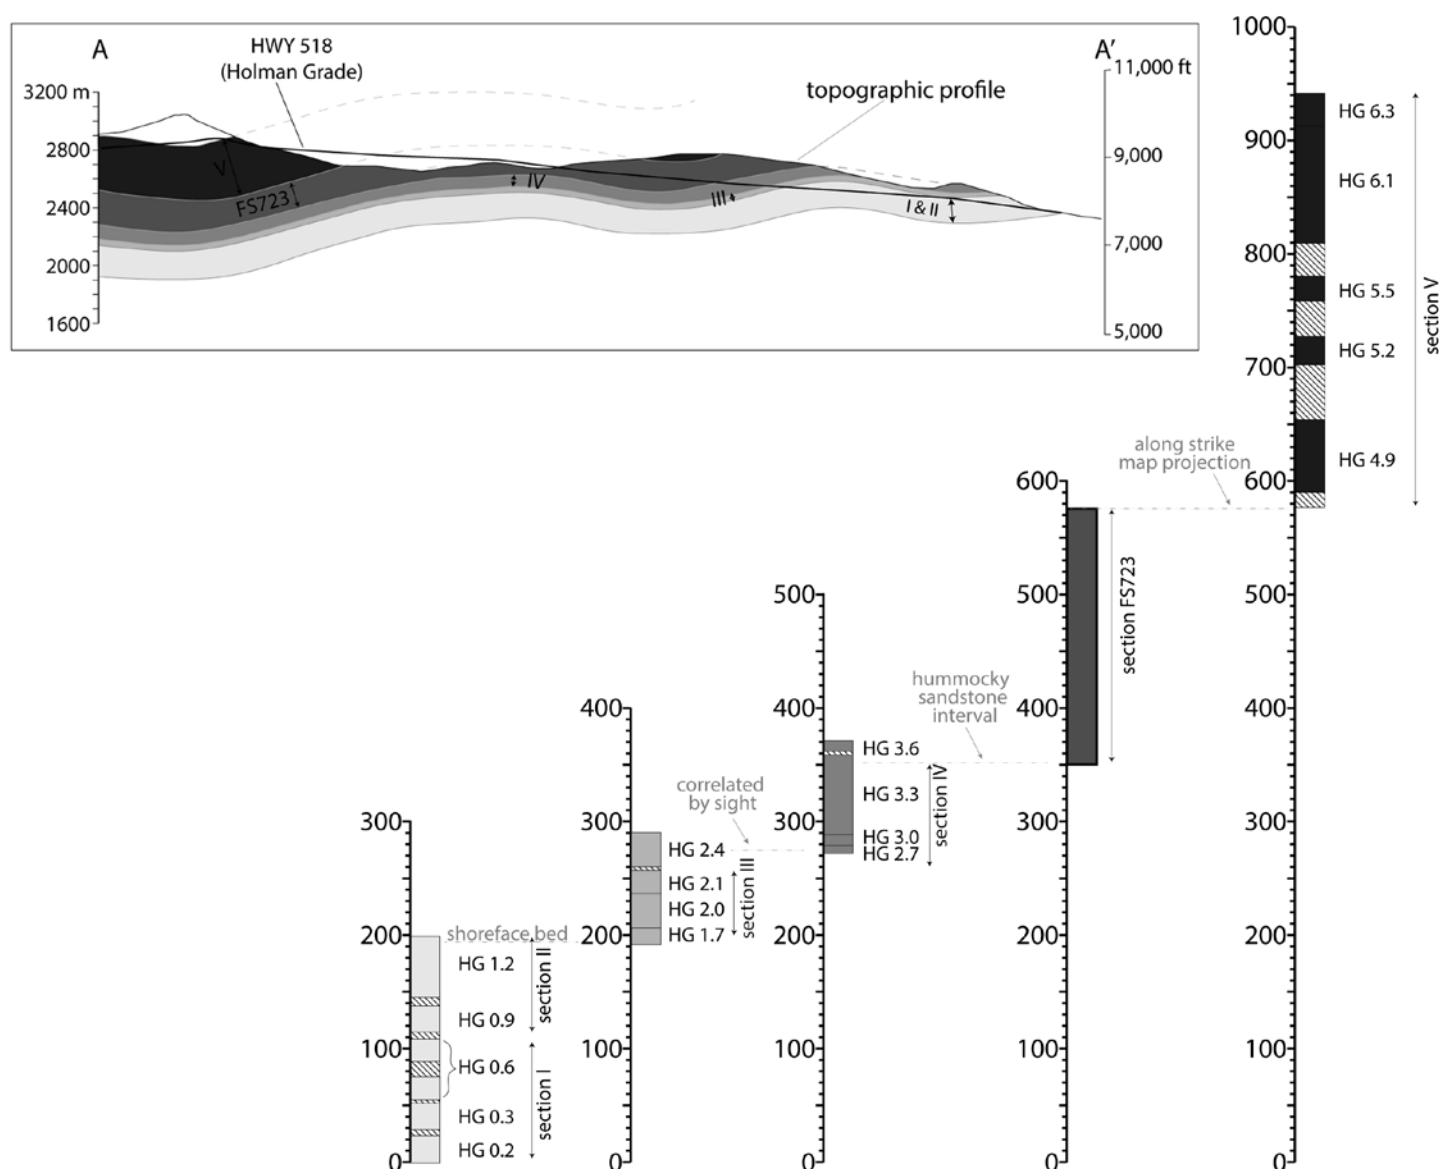 A
HWY 518
(Holman Grade)
A’
11,000 ft
3200 m
topographic profile
2800
9,000
V
IV
FS723
III
I & II
2400
7,000
2000
1600
5,000
1000
HG 6.3
900
HG 6.1
800
HG 5.5
HG 5.2
700
section V
along strike
map projection
HG 4.9
600
600
500
500
section FS723
hummocky
sandstone
interval
400
400
400
400
HG 3.6
correlated
by sight
HG 3.3
section IV
300
300
300
300
300
HG 3.0
HG 2.7
HG 2.4
HG 2.1
section III
HG 2.0
HG 1.7
200
shoreface bed
200
200
200
200
HG 1.2
section II
HG 0.9
100
100
100
100
100
HG 0.6
section I
HG 0.3
HG 0.2
0
0
0
0
0
500